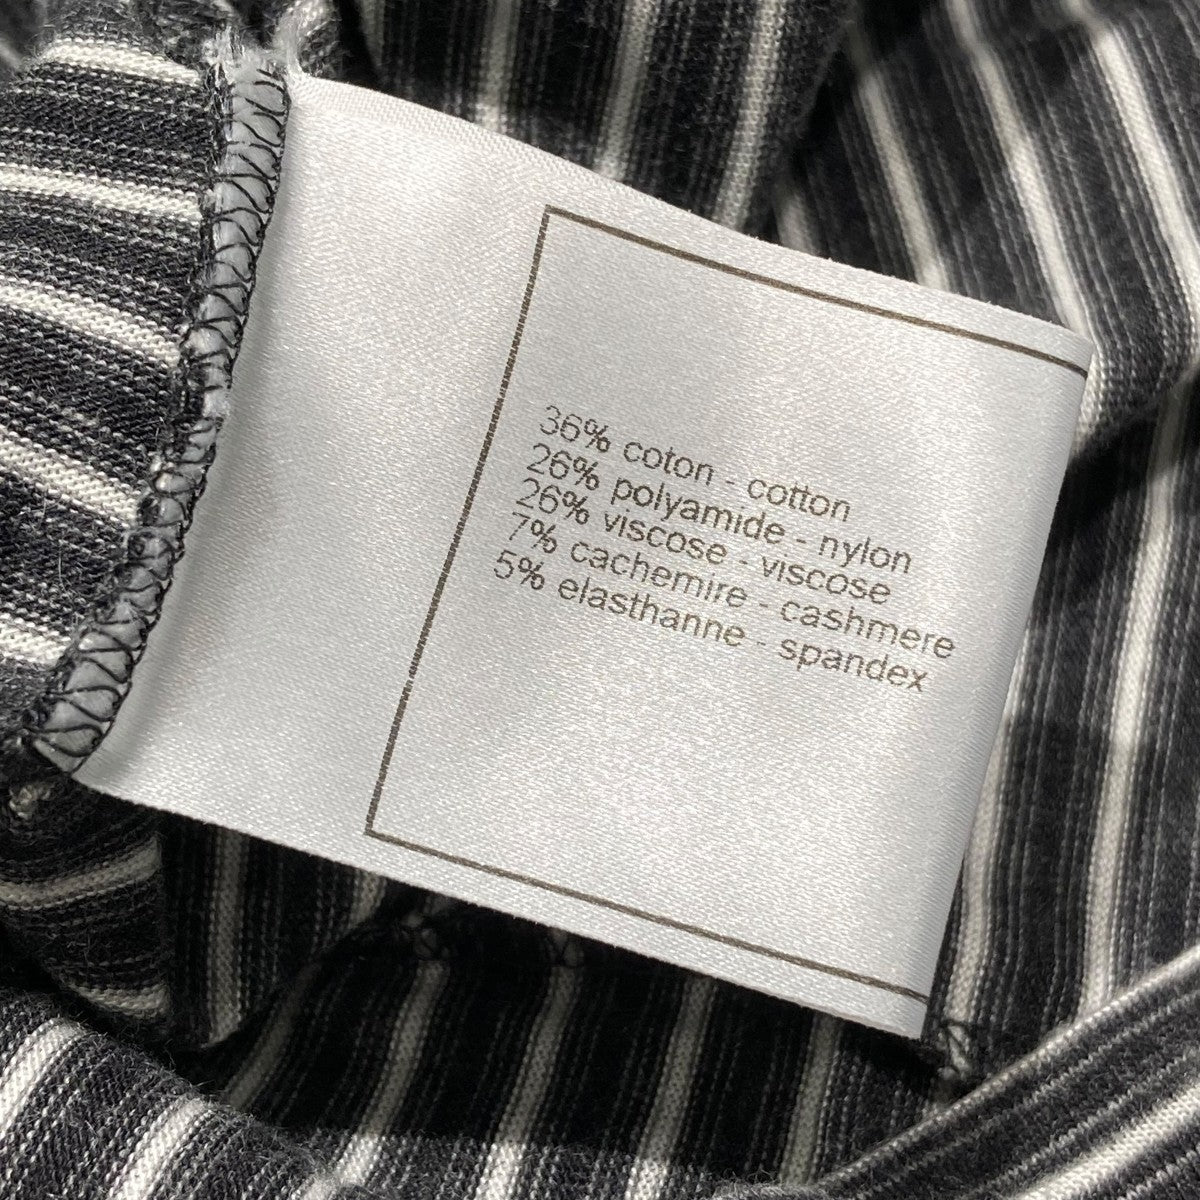 36% coton - cotton
26% polyamide - nylon
26% viscose - viscose
7% cachemire - cashmere
5% elasthanne - spandex